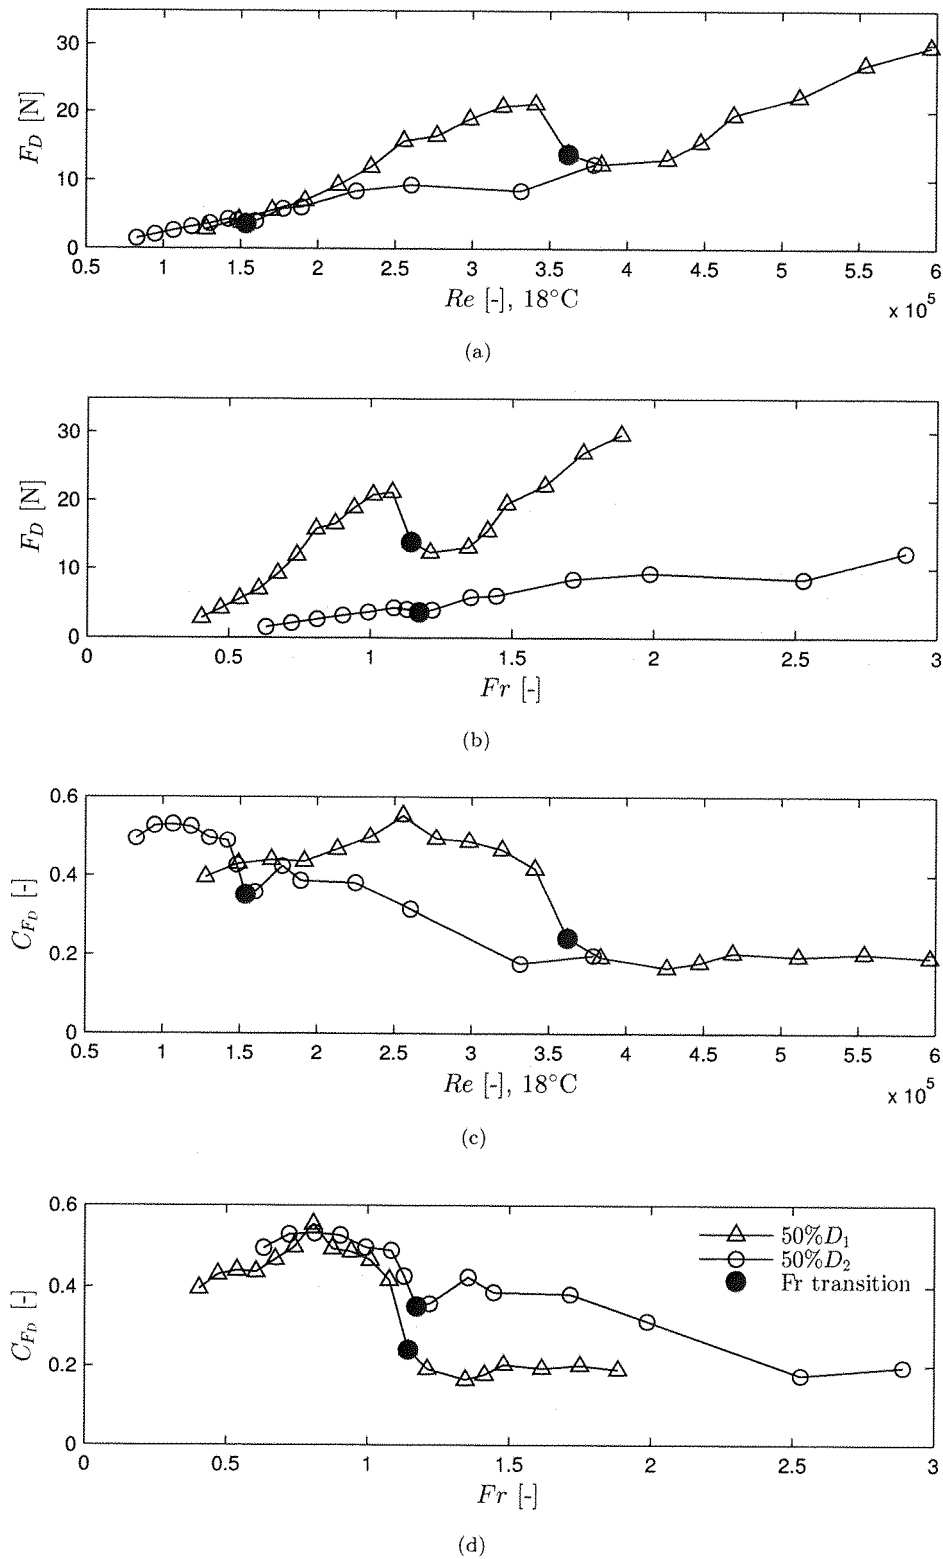 30
20
10
0
F_D [N]
0.5 1 1.5 2 2.5 3 3.5 4 4.5 5 5.5 6
Re [-], 18°C
x 10^5
(a)
30
20
10
0
F_D [N]
0 0.5 1 1.5 2 2.5 3
Fr [-]
(b)
0.6
0.4
0.2
0
C_{F_D} [-]
0.5 1 1.5 2 2.5 3 3.5 4 4.5 5 5.5 6
Re [-], 18°C
x 10^5
(c)
0.6
0.4
0.2
0
C_{F_D} [-]
50%D_1
50%D_2
Fr transition
0 0.5 1 1.5 2 2.5 3
Fr [-]
(d)